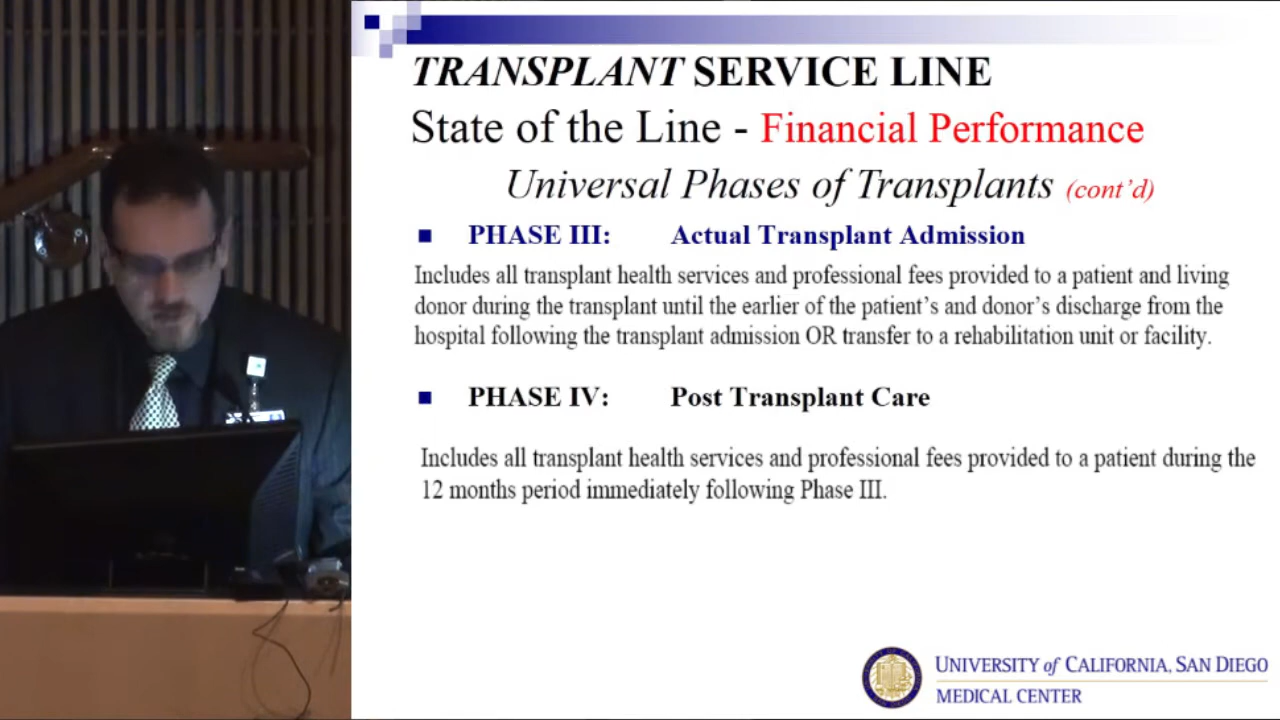 TRANSPLANT SERVICE LINE
State of the Line - Financial Performance
Universal Phases of Transplants (cont’d)
PHASE III: Actual Transplant Admission
Includes all transplant health services and professional fees provided to a patient and living
donor during the transplant until the earlier of the patient’s and donor’s discharge from the
hospital following the transplant admission OR transfer to a rehabilitation unit or facility.
PHASE IV: Post Transplant Care
Includes all transplant health services and professional fees provided to a patient during the
12 months period immediately following Phase III.
UNIVERSITY of CALIFORNIA, SAN DIEGO
MEDICAL CENTER